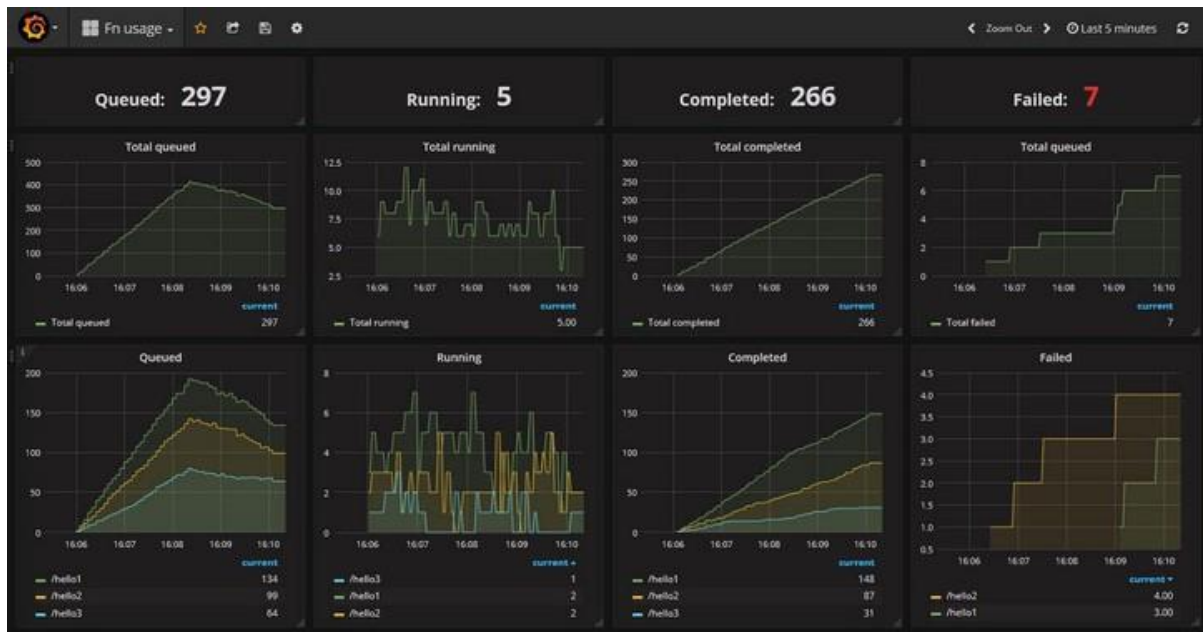 Fn usage
Zoom Out
Last 5 minutes
Queued: 297
Running: 5
Completed: 266
Failed: 7
Total queued
500
400
300
200
100
0
16:06 16:07 16:08 16:09 16:10
current
Total queued 297
Total running
12.5
10.0
7.5
5.0
2.5
16:06 16:07 16:08 16:09 16:10
current
Total running 5.00
Total completed
300
250
200
150
100
50
0
16:06 16:07 16:08 16:09 16:10
current
Total completed 266
Total queued
8
6
4
2
0
16:06 16:07 16:08 16:09 16:10
current
Total failed 7
Queued
200
150
100
50
0
16:06 16:07 16:08 16:09 16:10
current
/hello1 134
/hello2 99
/hello3 64
Running
8
6
4
2
0
16:06 16:07 16:08 16:09 16:10
current
/hello3 1
/hello1 2
/hello2 2
Completed
200
150
100
50
0
16:06 16:07 16:08 16:09 16:10
current
/hello1 148
/hello2 87
/hello3 31
Failed
4.5
4.0
3.5
3.0
2.5
2.0
1.5
1.0
0.5
16:06 16:07 16:08 16:09 16:10
current
/hello2 4.00
/hello1 3.00